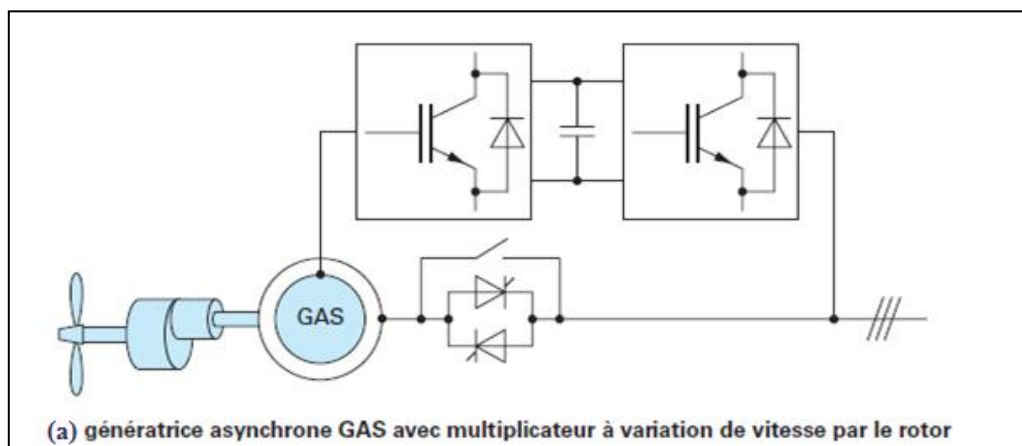 GAS
(a) génératrice asynchrone GAS avec multiplicateur à variation de vitesse par le rotor